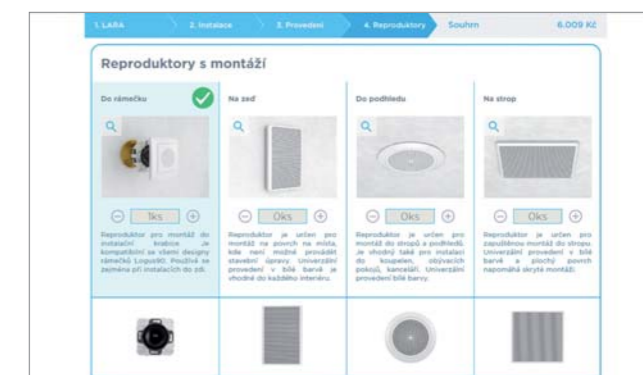 1. LARA
2. Instalace
3. Provedení
4. Reproduktory
Souhrn
6.009 Kč
Reproduktory s montáží
Do rámečku
Na zeď
Do podhledu
Na strop
1ks
0ks
0ks
0ks
Reproduktor pro montáž do
instalační krabice. Je
kompatibilní se všemi designy
rámečků Logus90. Používá se
zejména při instalacích do zdi.
Reproduktor je určen pro
montáž na povrch na místa,
kde není možné provádět
stavební úpravy. Univerzální
provedení v bílé barvě je
vhodné do každého interiéru.
Reproduktor je určen pro
montáž do stropů a podhledů.
Je vhodný také pro instalaci
do koupelen, obývacích
pokojů, kanceláří. Univerzální
provedení bílé barvy.
Reproduktor je určen pro
zapuštěnou montáž do stropu.
Univerzální provedení v bílé
barvě a plochý povrch
napomáhá skryté montáži.